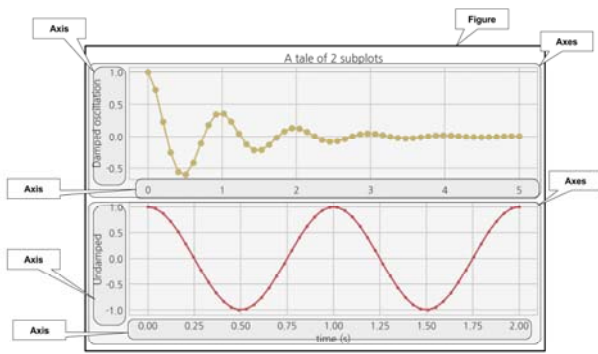 Figure
Axis
Axes
A tale of 2 subplots
Damped oscillation
1.0
0.5
0.0
-0.5
Axis
0 1 2 3 4 5
Axes
Undamped
1.0
0.5
0.0
-0.5
-1.0
Axis
Axis
0.00 0.25 0.50 0.75 1.00 1.25 1.50 1.75 2.00
time (s)